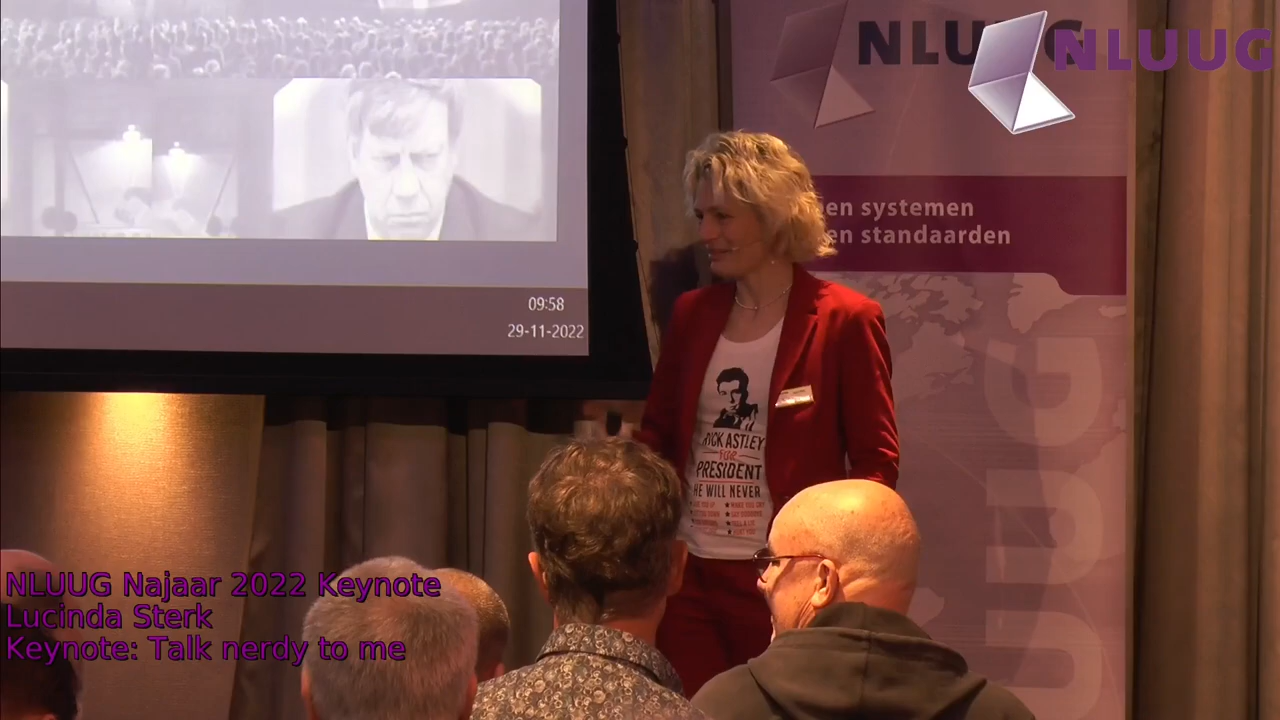 NLUUG
NLUUG
en systemen
en standaarden
09:58
29-11-2022
RICK ASTLEY
FOR
PRESIDENT
HE WILL NEVER
NLUUG Najaar 2022 Keynote
Lucinda Sterk
Keynote: Talk nerdy to me
UUG